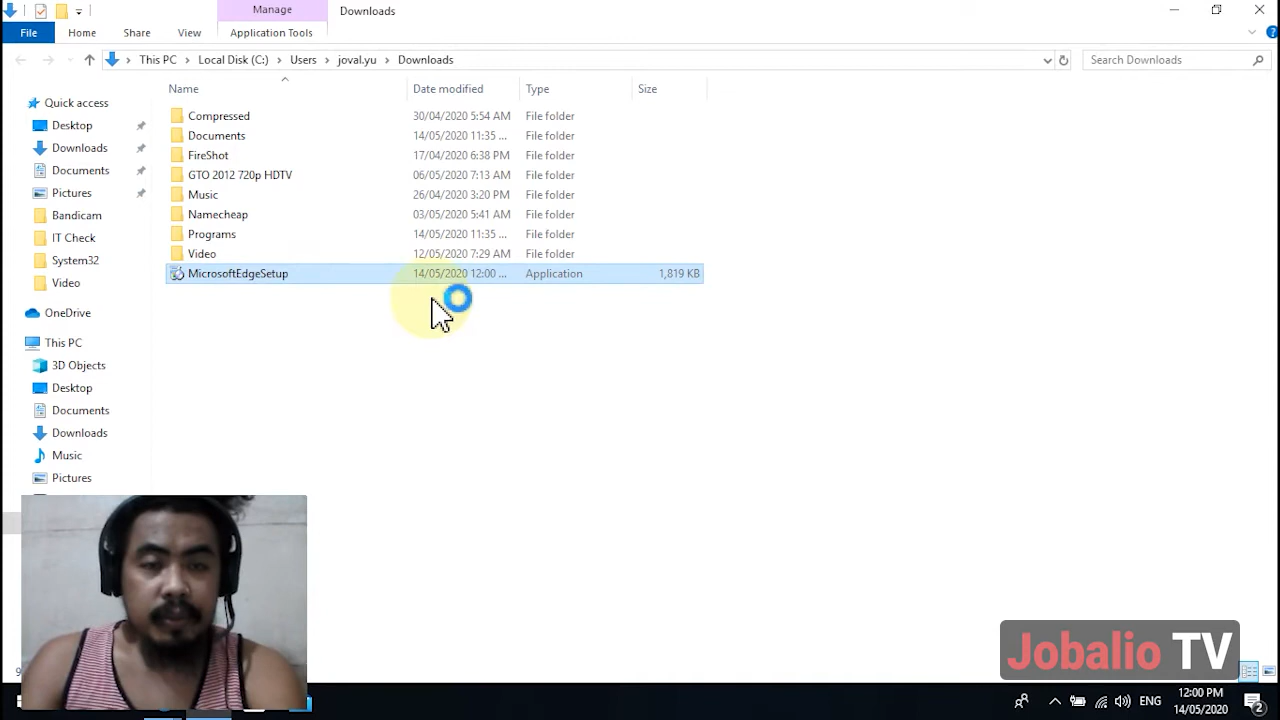 Manage
Downloads
File
Home
Share
View
Application Tools
This PC
Local Disk (C:)
Users
joval.yu
Downloads
Search Downloads
Name
Date modified
Type
Size
Quick access
Desktop
Downloads
Documents
Pictures
Bandicam
IT Check
System32
Video
OneDrive
This PC
3D Objects
Desktop
Documents
Downloads
Music
Pictures
Compressed 30/04/2020 5:54 AM File folder
Documents 14/05/2020 11:35 ... File folder
FireShot 17/04/2020 6:38 PM File folder
GTO 2012 720p HDTV 06/05/2020 7:13 AM File folder
Music 26/04/2020 3:20 PM File folder
Namecheap 03/05/2020 5:41 AM File folder
Programs 14/05/2020 11:35 ... File folder
Video 12/05/2020 7:29 AM File folder
MicrosoftEdgeSetup 14/05/2020 12:00 ... Application 1,819 KB
Jobalio TV
ENG
12:00 PM
14/05/2020
2